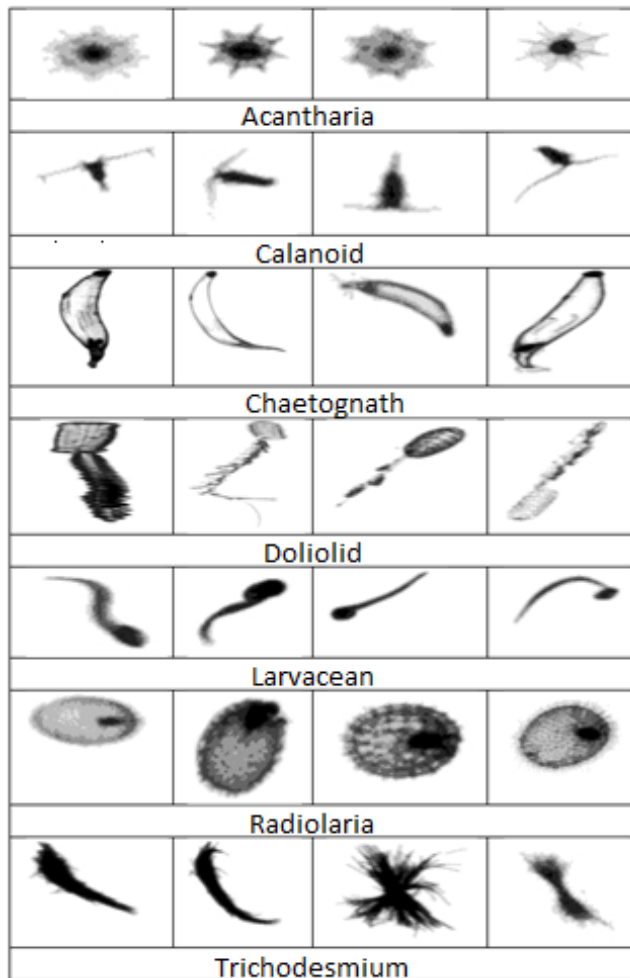 Acantharia
Calanoid
Chaetognath
Doliolid
Larvacean
Radiolaria
Trichodesmium